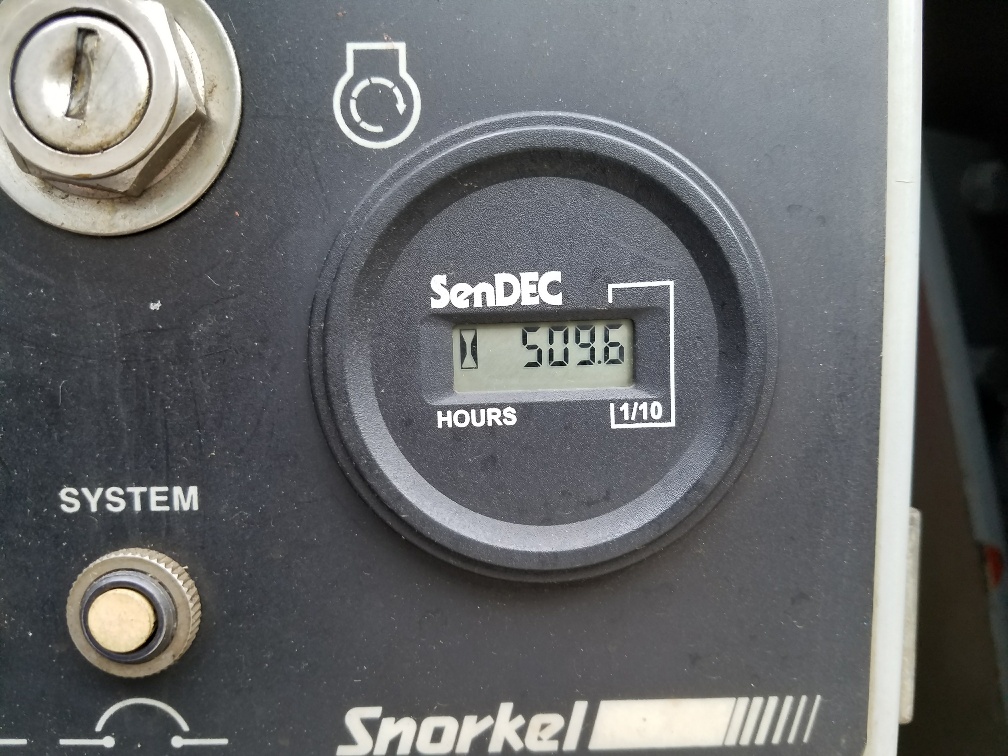 SenDEC
509.6
HOURS 1/10
SYSTEM
Snorkel